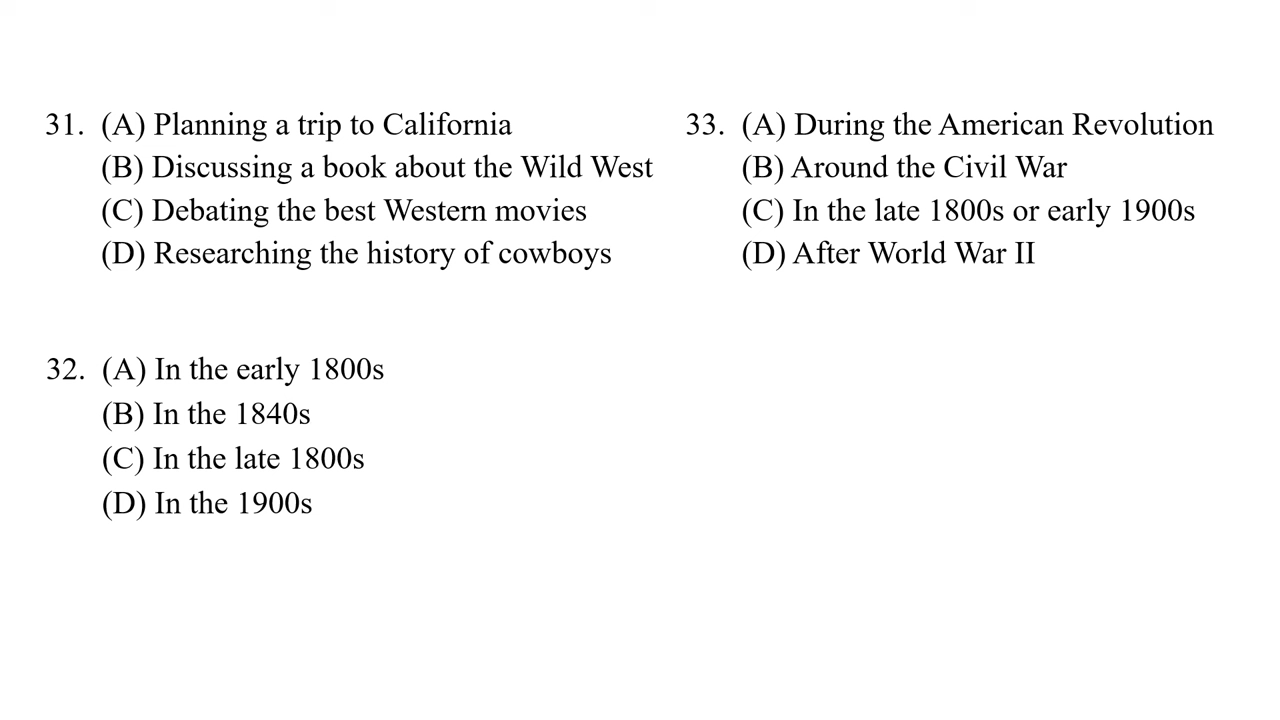 31. (A) Planning a trip to California
(B) Discussing a book about the Wild West
(C) Debating the best Western movies
(D) Researching the history of cowboys
32. (A) In the early 1800s
(B) In the 1840s
(C) In the late 1800s
(D) In the 1900s
33. (A) During the American Revolution
(B) Around the Civil War
(C) In the late 1800s or early 1900s
(D) After World War II